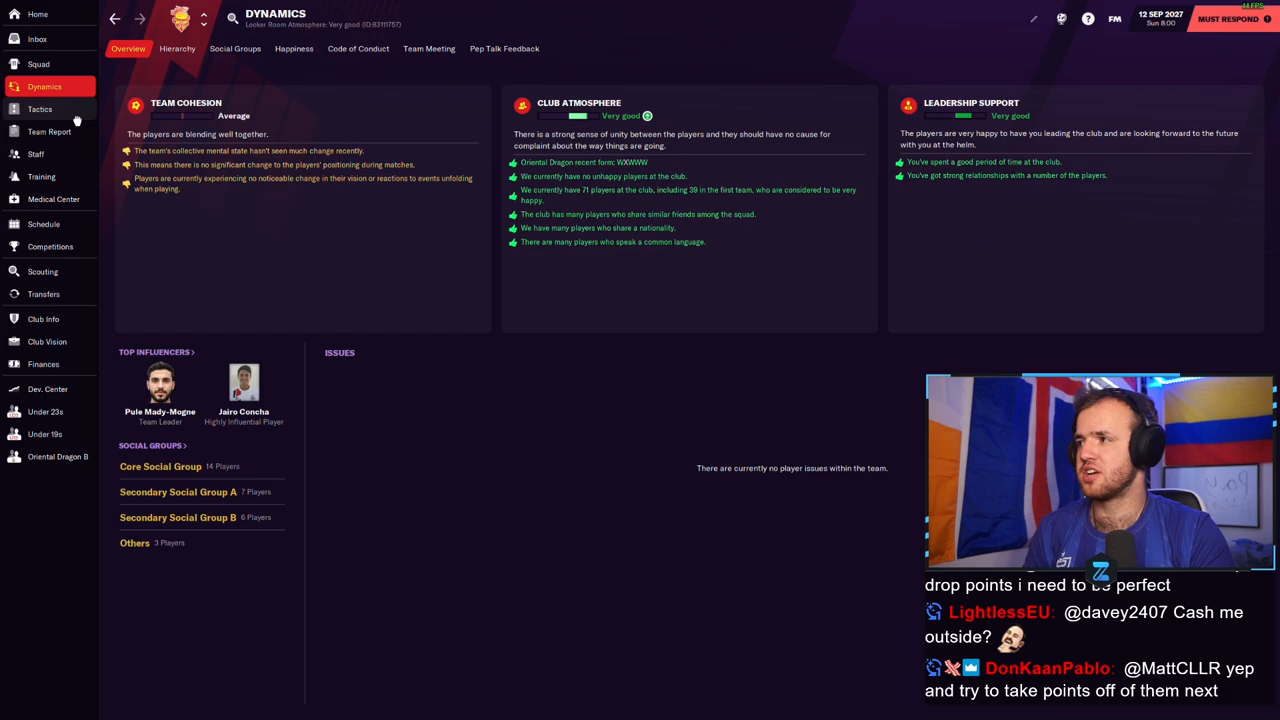 Home
Inbox
Squad
Dynamics
Tactics
Team Report
Staff
Training
Medical Center
Schedule
Competitions
Scouting
Transfers
Club Info
Club Vision
Finances
Dev. Center
Under 23s
Under 19s
Oriental Dragon B
DYNAMICS
Locker Room Atmosphere: Very good (ID:83111757)
44 FPS
FM
12 SEP 2027
Sun 8:00
MUST RESPOND
Overview
Hierarchy
Social Groups
Happiness
Code of Conduct
Team Meeting
Pep Talk Feedback
TEAM COHESION
Average
The players are blending well together.
The team's collective mental state hasn't seen much change recently.
This means there is no significant change to the players' positioning during matches.
Players are currently experiencing no noticeable change in their vision or reactions to events unfolding
when playing.
CLUB ATMOSPHERE
Very good
There is a strong sense of unity between the players and they should have no cause for
complaint about the way things are going.
Oriental Dragon recent form: WXWWW
We currently have no unhappy players at the club.
We currently have 71 players at the club, including 39 in the first team, who are considered to be very
happy.
The club has many players who share similar friends among the squad.
We have many players who share a nationality.
There are many players who speak a common language.
LEADERSHIP SUPPORT
Very good
The players are very happy to have you leading the club and are looking forward to the future
with you at the helm.
You've spent a good period of time at the club.
You've got strong relationships with a number of the players.
TOP INFLUENCERS >
Pule Mady-Mogne
Team Leader
Jairo Concha
Highly Influential Player
SOCIAL GROUPS >
Core Social Group 14 Players
Secondary Social Group A 7 Players
Secondary Social Group B 6 Players
Others 3 Players
ISSUES
There are currently no player issues within the team.
drop points i need to be perfect
LightlessEU: @davey2407 Cash me
outside?
DonKaanPablo: @MattCLLR yep
and try to take points off of them next